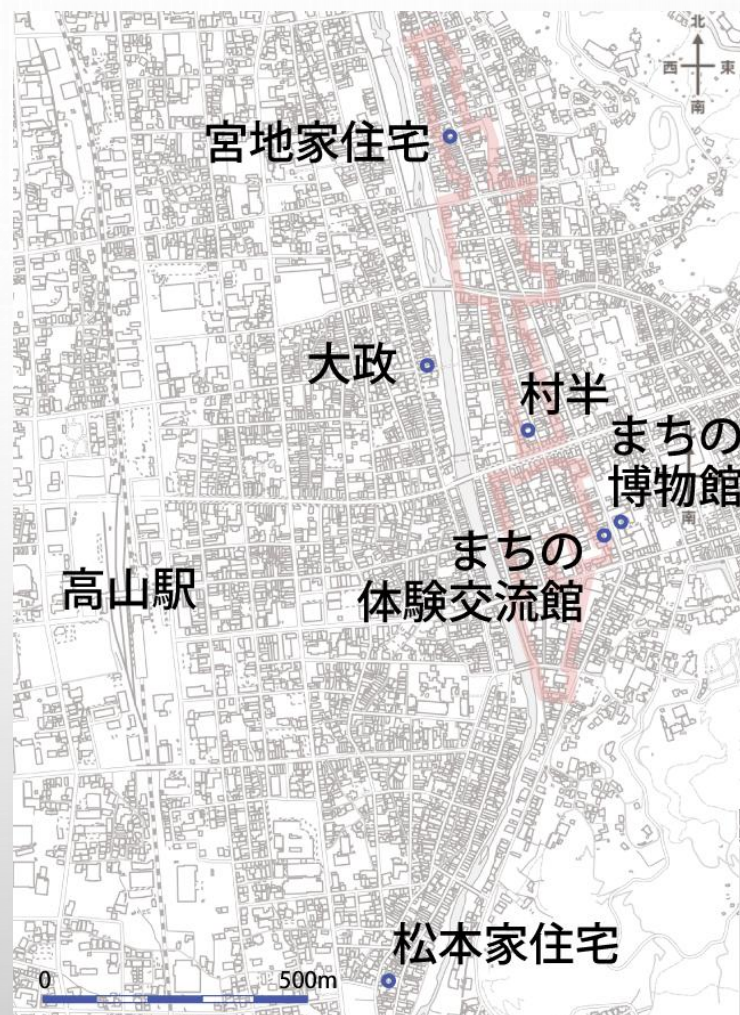 北
西 東
南
宮地家住宅
大政
村半
まちの
博物館
南
まちの
体験交流館
高山駅
松本家住宅
0 500m